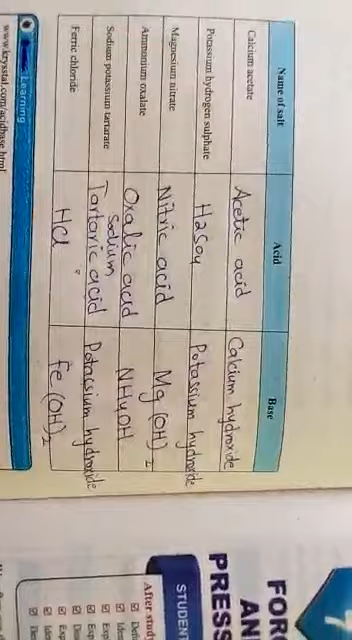 Name of salt Acid Base
Calcium acetate Acetic acid Calcium hydroxide
Potassium hydrogen sulphate H2SO4 Potassium hydroxide
Magnesium nitrate Nitric acid Mg(OH)2
Ammonium oxalate Oxalic acid NH4OH
Sodium
Sodium potassium tartarate Tartaric acid Potassium hydroxide
Ferric chloride HCl Fe(OH)2
Learning
www.krystal.com/acidbase.html
FOR
AN
PRESS
STUDENT
After study